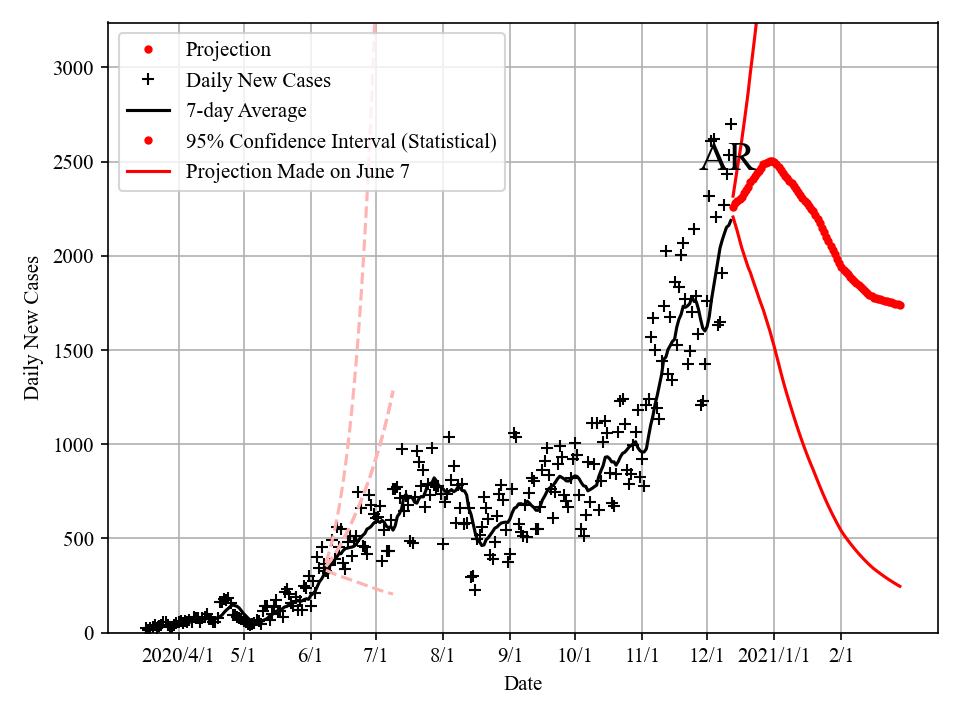 3000
2500
2000
1500
1000
500
0
Daily New Cases
Projection
Daily New Cases
7-day Average
95% Confidence Interval (Statistical)
Projection Made on June 7
AR
2020/4/1 5/1 6/1 7/1 8/1 9/1 10/1 11/1 12/1 2021/1/1 2/1
Date